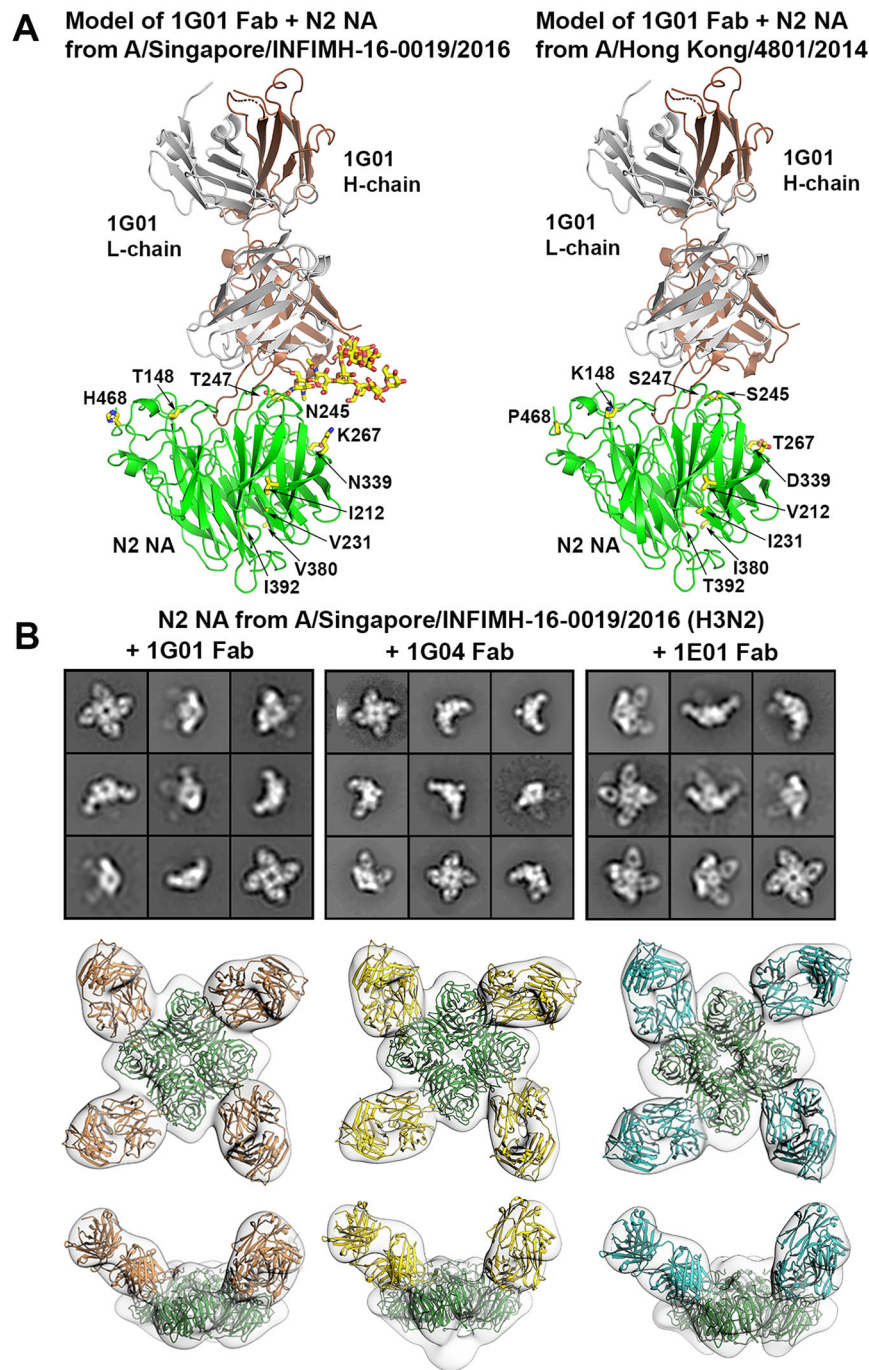 A
Model of 1G01 Fab + N2 NA
from A/Singapore/INFIMH-16-0019/2016
Model of 1G01 Fab + N2 NA
from A/Hong Kong/4801/2014
1G01
H-chain
1G01
L-chain
T148
T247
H468
N245
K267
N339
I212
V231
V380
I392
N2 NA
1G01
H-chain
1G01
L-chain
K148
S247
S245
P468
T267
D339
V212
I231
I380
T392
N2 NA
B
N2 NA from A/Singapore/INFIMH-16-0019/2016 (H3N2)
+ 1G01 Fab
+ 1G04 Fab
+ 1E01 Fab